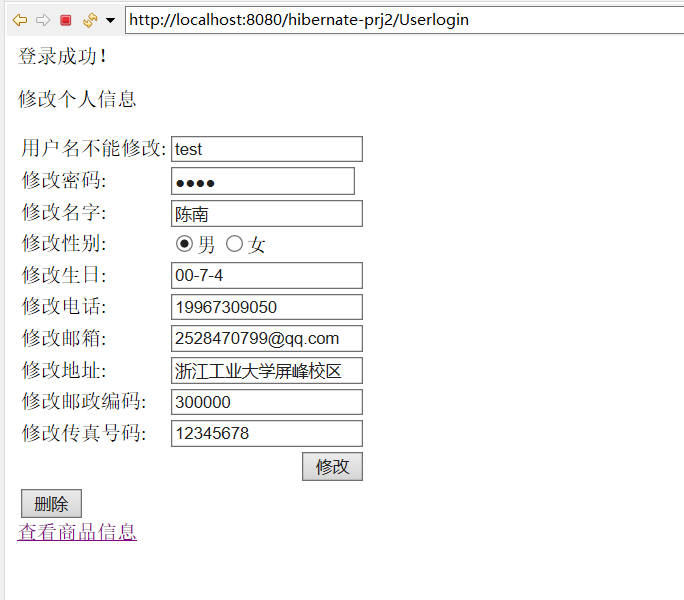 http://localhost:8080/hibernate-prj2/Userlogin
登录成功!
修改个人信息
用户名不能修改: test
修改密码: ●●●●
修改名字: 陈南
修改性别: 男 女
修改生日: 00-7-4
修改电话: 19967309050
修改邮箱: 2528470799@qq.com
修改地址: 浙江工业大学屏峰校区
修改邮政编码: 300000
修改传真号码: 12345678
修改
删除
查看商品信息